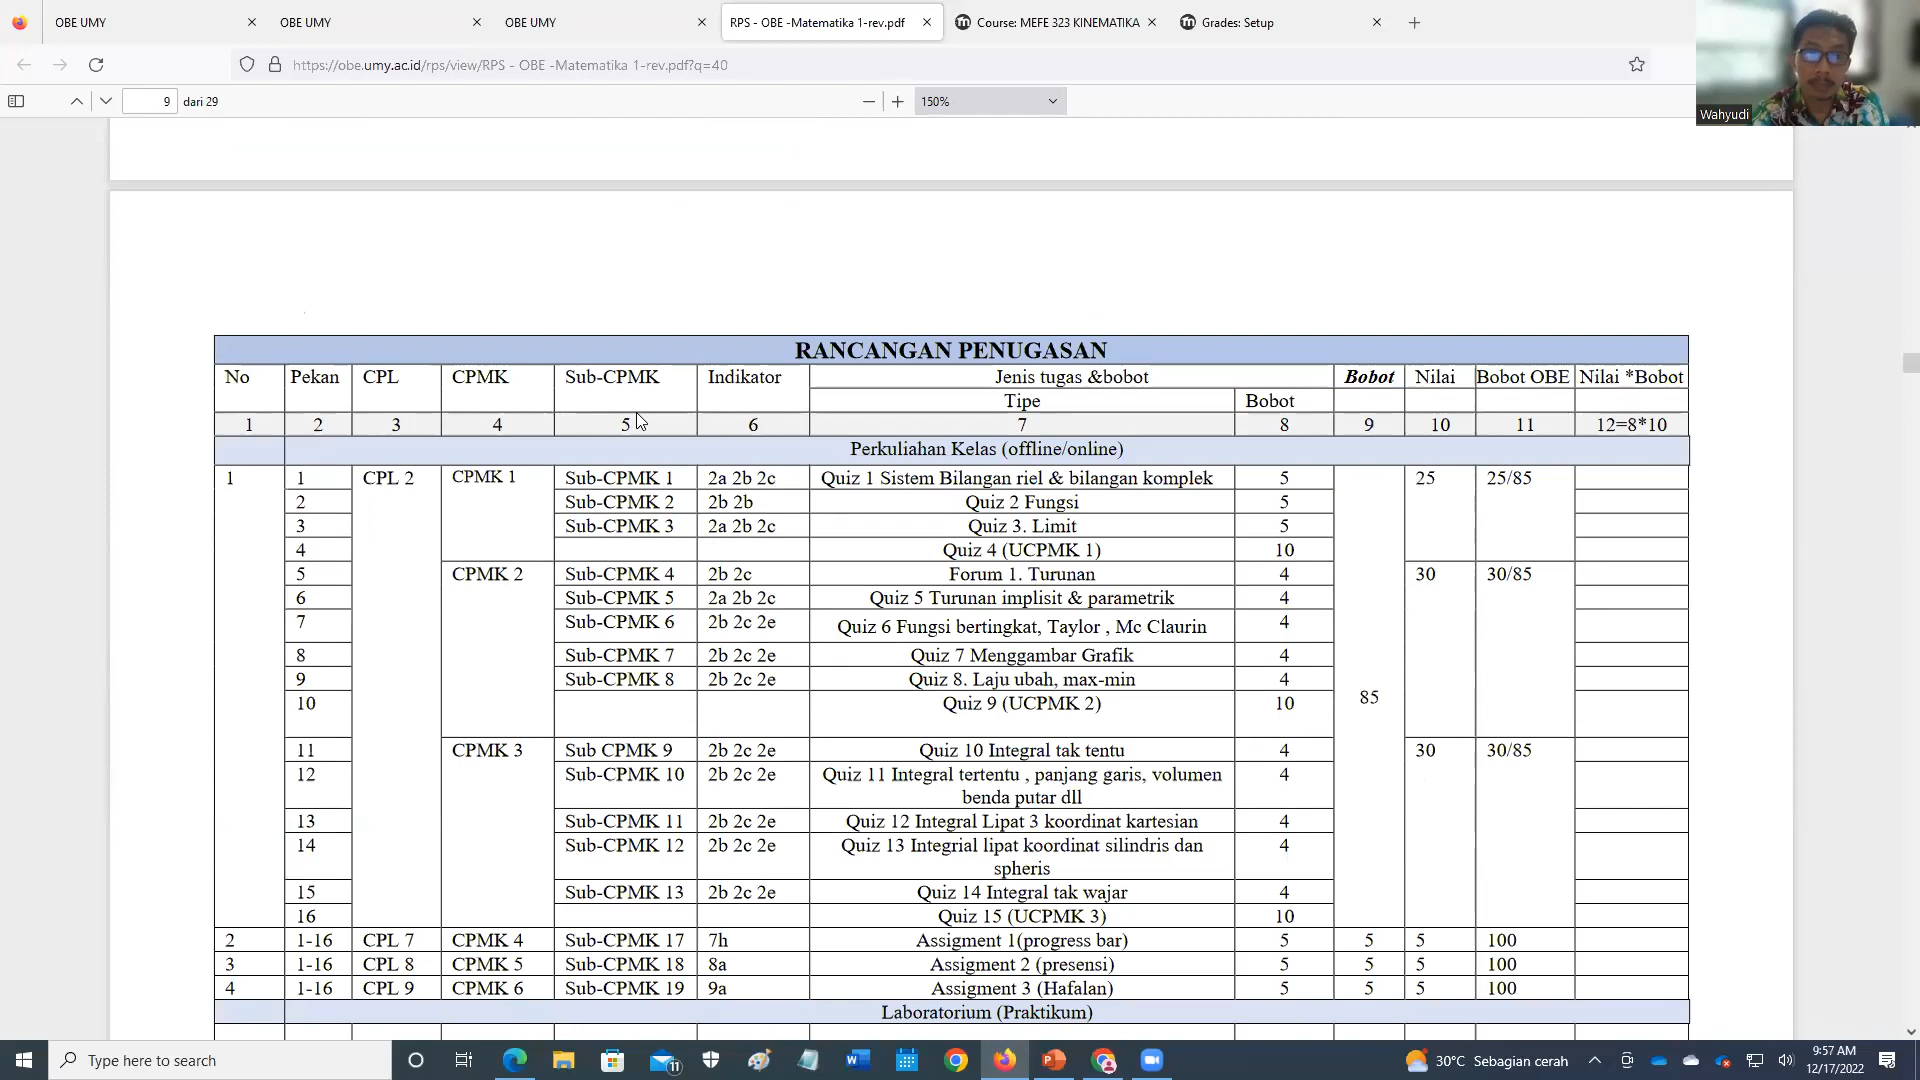 OBE UMY OBE UMY OBE UMY RPS - OBE -Matematika 1-rev.pdf Course: MEFE 323 KINEMATIKA Grades: Setup
https://obe.umy.ac.id/rps/view/RPS - OBE -Matematika 1-rev.pdf?q=40
9 dari 29 150%
Wahyudi
RANCANGAN PENUGASAN
No Pekan CPL CPMK Sub-CPMK Indikator Jenis tugas &bobot Bobot Nilai Bobot OBE Nilai *Bobot
Tipe Bobot
1 2 3 4 5 6 7 8 9 10 11 12=8*10
Perkuliahan Kelas (offline/online)
1 1 CPL 2 CPMK 1 Sub-CPMK 1 2a 2b 2c Quiz 1 Sistem Bilangan riel & bilangan komplek 5 25 25/85
2 Sub-CPMK 2 2b 2b Quiz 2 Fungsi 5
3 Sub-CPMK 3 2a 2b 2c Quiz 3. Limit 5
4 Quiz 4 (UCPMK 1) 10
5 CPMK 2 Sub-CPMK 4 2b 2c Forum 1. Turunan 4 30 30/85
6 Sub-CPMK 5 2a 2b 2c Quiz 5 Turunan implisit & parametrik 4
7 Sub-CPMK 6 2b 2c 2e Quiz 6 Fungsi bertingkat, Taylor , Mc Claurin 4
8 Sub-CPMK 7 2b 2c 2e Quiz 7 Menggambar Grafik 4
9 Sub-CPMK 8 2b 2c 2e Quiz 8. Laju ubah, max-min 4
10 Quiz 9 (UCPMK 2) 10
85
11 CPMK 3 Sub CPMK 9 2b 2c 2e Quiz 10 Integral tak tentu 4 30 30/85
12 Sub-CPMK 10 2b 2c 2e Quiz 11 Integral tertentu , panjang garis, volumen 4
benda putar dll
13 Sub-CPMK 11 2b 2c 2e Quiz 12 Integral Lipat 3 koordinat kartesian 4
14 Sub-CPMK 12 2b 2c 2e Quiz 13 Integrial lipat koordinat silindris dan 4
spheris
15 Sub-CPMK 13 2b 2c 2e Quiz 14 Integral tak wajar 4
16 Quiz 15 (UCPMK 3) 10
2 1-16 CPL 7 CPMK 4 Sub-CPMK 17 7h Assigment 1(progress bar) 5 5 5 100
3 1-16 CPL 8 CPMK 5 Sub-CPMK 18 8a Assigment 2 (presensi) 5 5 5 100
4 1-16 CPL 9 CPMK 6 Sub-CPMK 19 9a Assigment 3 (Hafalan) 5 5 5 100
Laboratorium (Praktikum)
Type here to search 11 30°C Sebagian cerah 9:57 AM
12/17/2022